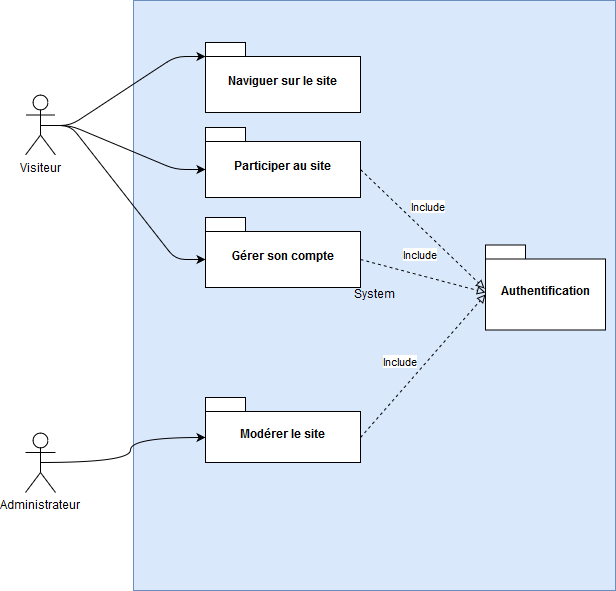 Naviguer sur le site
Visiteur
Participer au site
Include
Gérer son compte
Include
System
Authentification
Include
Modérer le site
Administrateur